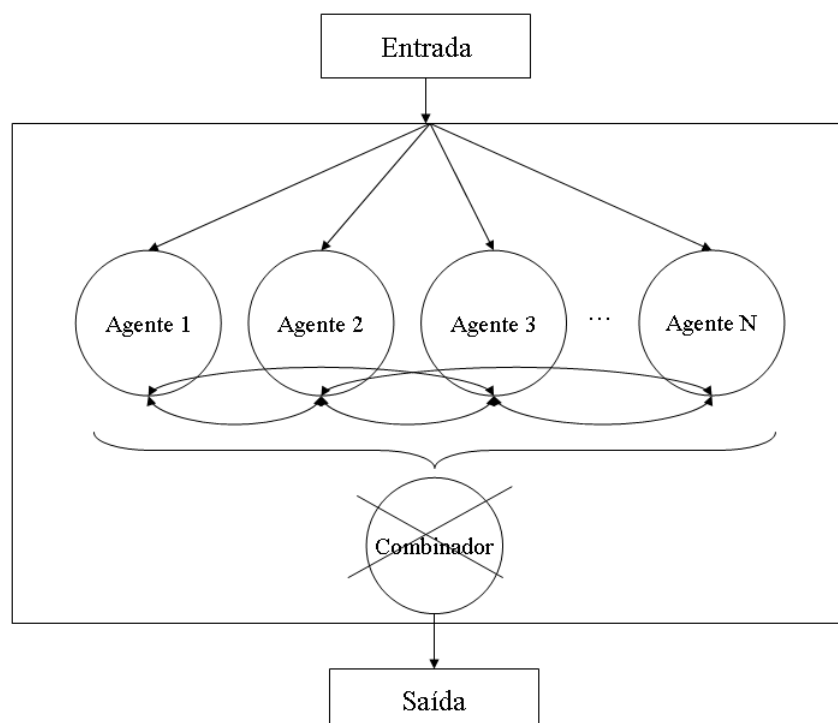 Entrada
Agente 1
Agente 2
Agente 3
...
Agente N
Combinador
Saída